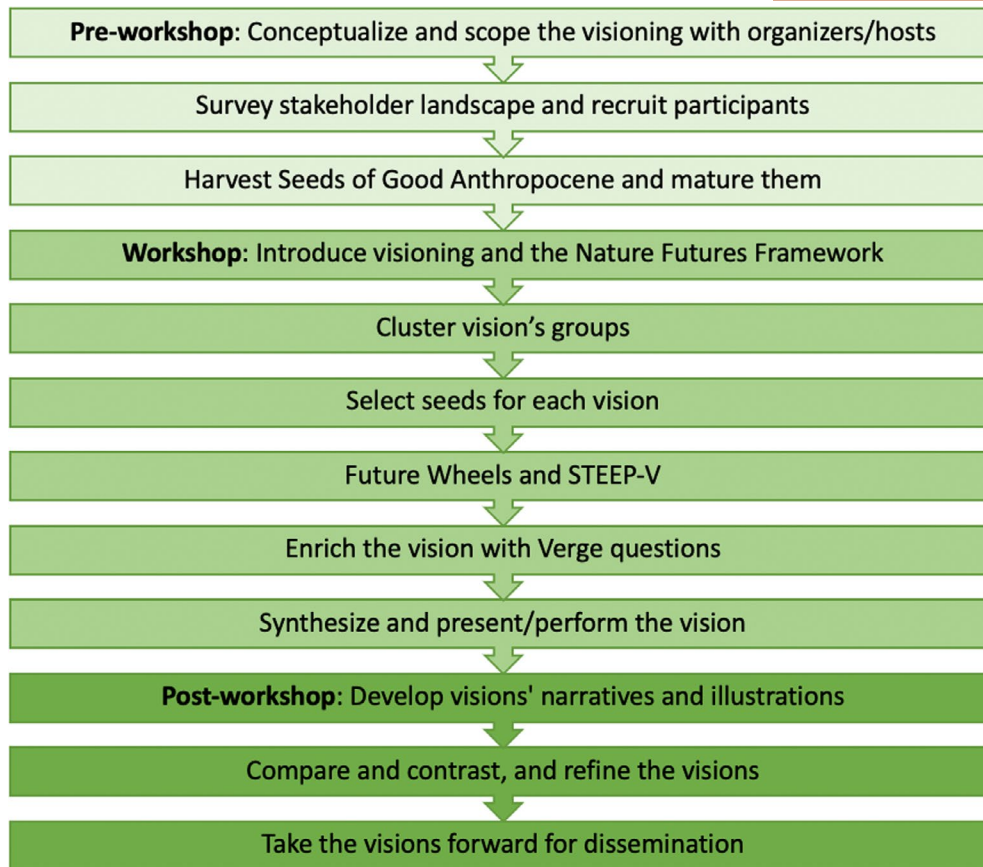 Pre-workshop: Conceptualize and scope the visioning with organizers/hosts
Survey stakeholder landscape and recruit participants
Harvest Seeds of Good Anthropocene and mature them
Workshop: Introduce visioning and the Nature Futures Framework
Cluster vision’s groups
Select seeds for each vision
Future Wheels and STEEP-V
Enrich the vision with Verge questions
Synthesize and present/perform the vision
Post-workshop: Develop visions' narratives and illustrations
Compare and contrast, and refine the visions
Take the visions forward for dissemination